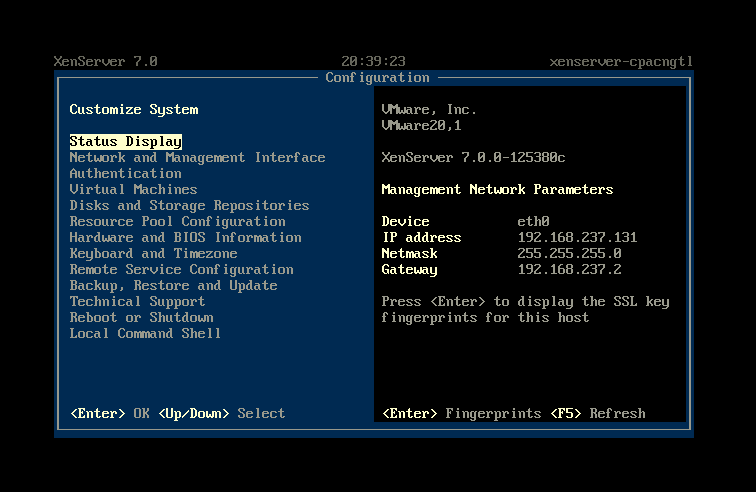 XenServer 7.0 20:39:23 xenserver-cpacngtl
Configuration
Customize System
Status Display
Network and Management Interface
Authentication
Virtual Machines
Disks and Storage Repositories
Resource Pool Configuration
Hardware and BIOS Information
Keyboard and Timezone
Remote Service Configuration
Backup, Restore and Update
Technical Support
Reboot or Shutdown
Local Command Shell
<Enter> OK <Up/Down> Select
VMware, Inc.
VMware20,1
XenServer 7.0.0-125380c
Management Network Parameters
Device eth0
IP address 192.168.237.131
Netmask 255.255.255.0
Gateway 192.168.237.2
Press <Enter> to display the SSL key
fingerprints for this host
<Enter> Fingerprints <F5> Refresh